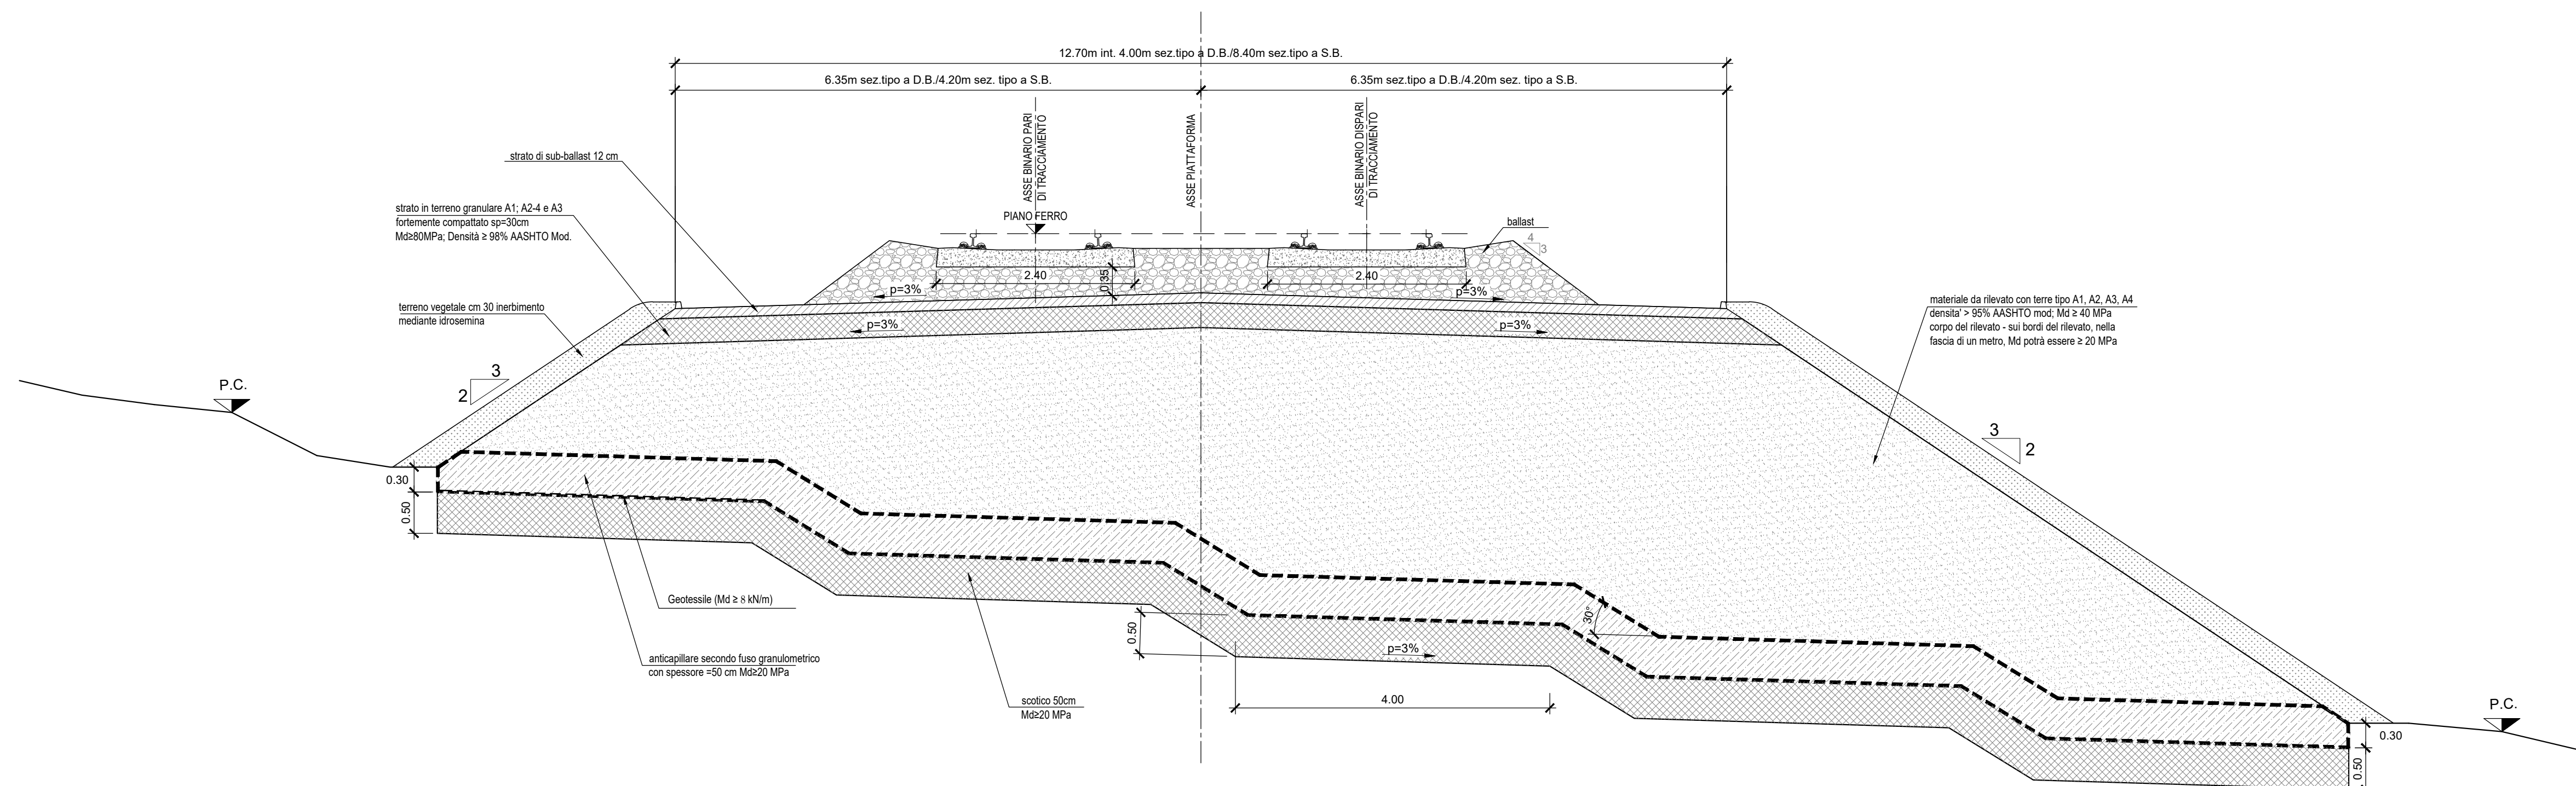 12.70m int. 4.00m sez.tipo a D.B./8.40m sez.tipo a S.B.
6.35m sez.tipo a D.B./4.20m sez. tipo a S.B.
6.35m sez.tipo a D.B./4.20m sez. tipo a S.B.
ASSE BINARIO PARI
DI TRACCIAMENTO
ASSE PIATTAFORMA
ASSE BINARIO DISPARI
DI TRACCIAMENTO
strato di sub-ballast 12 cm
strato in terreno granulare A1; A2-4 e A3
fortemente compattato sp=30cm
Md≥80MPa; Densità ≥ 98% AASHTO Mod.
PIANO FERRO
ballast
4
3
2.40
0.35
2.40
p=3%
p=3%
terreno vegetale cm 30 inerbimento
mediante idrosemina
p=3%
p=3%
materiale da rilevato con terre tipo A1, A2, A3, A4
densita' > 95% AASHTO mod; Md ≥ 40 MPa
corpo del rilevato - sui bordi del rilevato, nella
fascia di un metro, Md potrà essere ≥ 20 MPa
P.C.
3
2
3
2
0.30
0.50
Geotessile (Md ≥ 8 kN/m)
anticapillare secondo fuso granulometrico
con spessore =50 cm Md≥20 MPa
scotico 50cm
Md≥20 MPa
0.50
30°
p=3%
4.00
P.C.
0.30
0.50